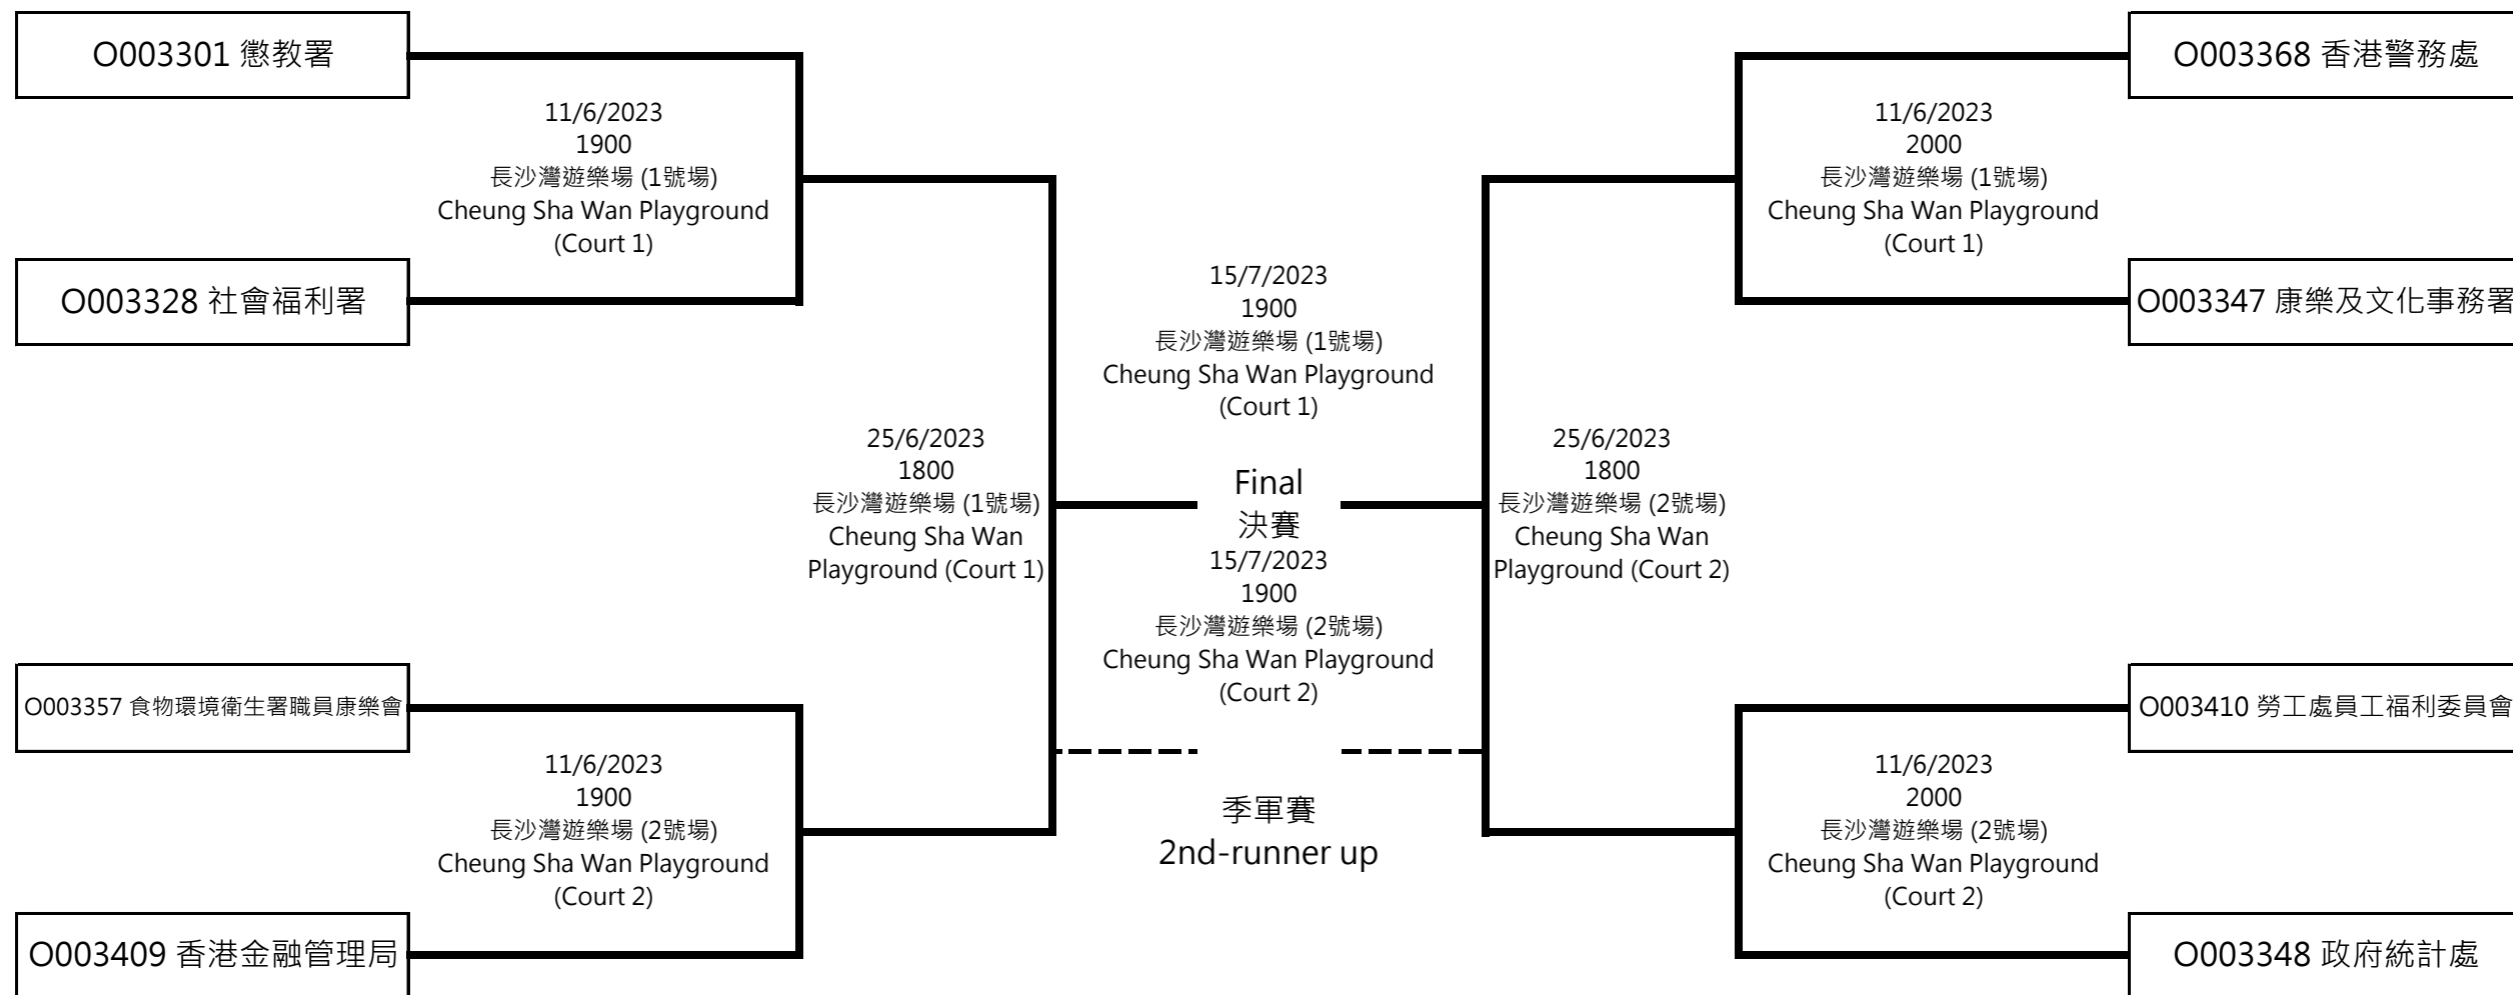 O003301 懲教署
11/6/2023
1900
長沙灣遊樂場 (1號場)
Cheung Sha Wan Playground
(Court 1)
O003328 社會福利署
25/6/2023
1800
長沙灣遊樂場 (1號場)
Cheung Sha Wan
Playground (Court 1)
O003357 食物環境衛生署職員康樂會
11/6/2023
1900
長沙灣遊樂場 (2號場)
Cheung Sha Wan Playground
(Court 2)
O003409 香港金融管理局
15/7/2023
1900
長沙灣遊樂場 (1號場)
Cheung Sha Wan Playground
(Court 1)
Final
決賽
15/7/2023
1900
長沙灣遊樂場 (2號場)
Cheung Sha Wan Playground
(Court 2)
季軍賽
2nd-runner up
O003368 香港警務處
11/6/2023
2000
長沙灣遊樂場 (1號場)
Cheung Sha Wan Playground
(Court 1)
O003347 康樂及文化事務署
25/6/2023
1800
長沙灣遊樂場 (2號場)
Cheung Sha Wan
Playground (Court 2)
O003410 勞工處員工福利委員會
11/6/2023
2000
長沙灣遊樂場 (2號場)
Cheung Sha Wan Playground
(Court 2)
O003348 政府統計處